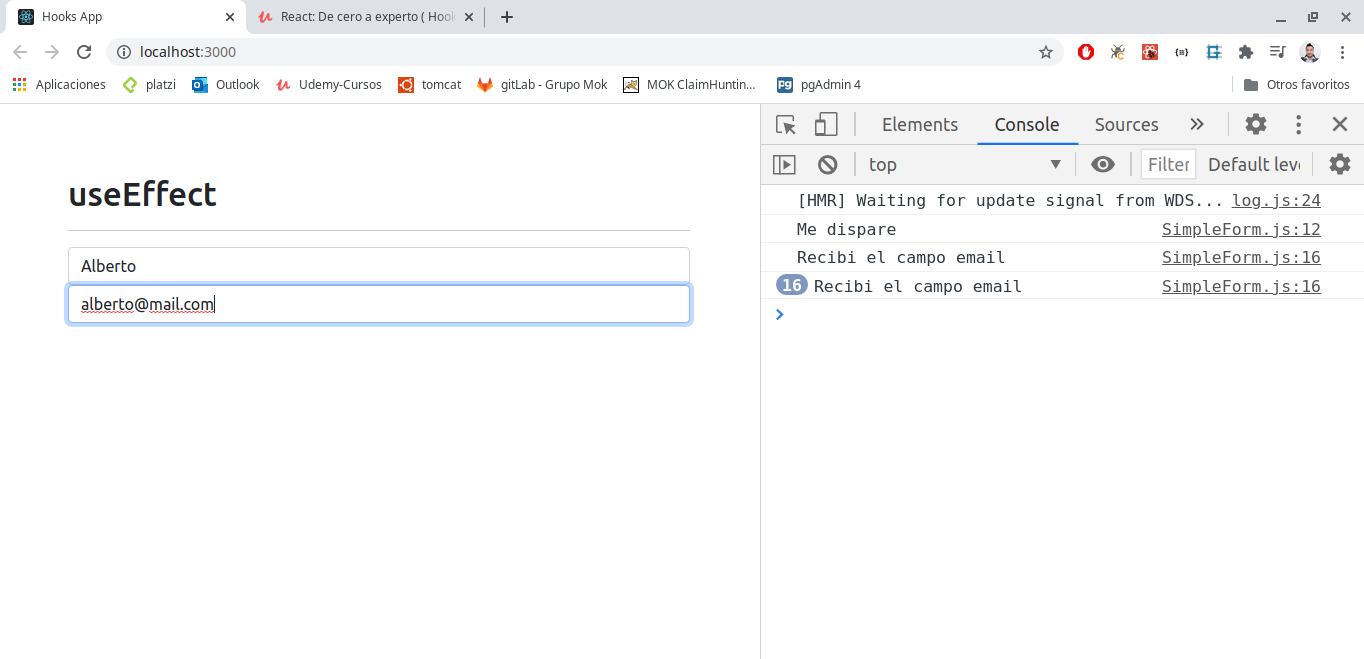 Hooks App
React: De cero a experto ( Hook
localhost:3000
Aplicaciones
platzi
Outlook
Udemy-Cursos
tomcat
gitLab - Grupo Mok
MOK ClaimHuntin...
pgAdmin 4
Otros favoritos
useEffect
Alberto
alberto@mail.com
Elements
Console
Sources
top
Filter
Default leve
[HMR] Waiting for update signal from WDS... log.js:24
Me dispare SimpleForm.js:12
Recibi el campo email SimpleForm.js:16
16 Recibi el campo email SimpleForm.js:16